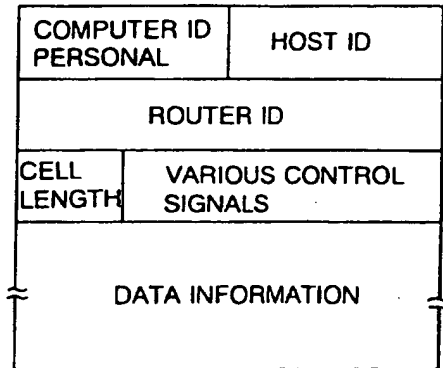 COMPUTER ID
PERSONAL
HOST ID
ROUTER ID
CELL
LENGTH
VARIOUS CONTROL
SIGNALS
DATA INFORMATION